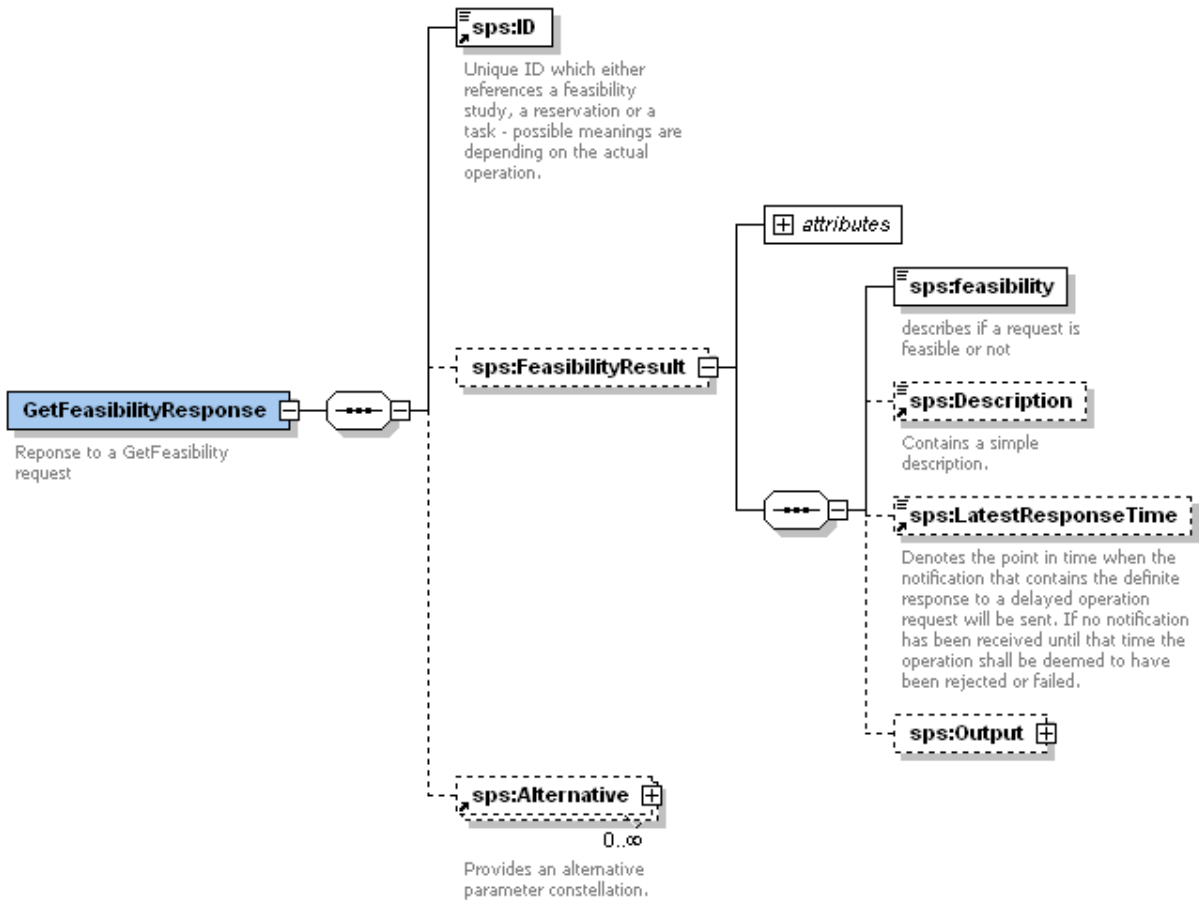 sps:ID
Unique ID which either
references a feasibility
study, a reservation or a
task - possible meanings are
depending on the actual
operation.
attributes
sps:feasibility
describes if a request is
feasible or not
sps:FeasibilityResult
sps:Description
Contains a simple
description.
GetFeasibilityResponse
Reponse to a GetFeasibility
request
sps:LatestResponseTime
Denotes the point in time when the
notification that contains the definite
response to a delayed operation
request will be sent. If no notification
has been received until that time the
operation shall be deemed to have
been rejected or failed.
sps:Output
sps:Alternative
0..∞
Provides an alternative
parameter constellation.